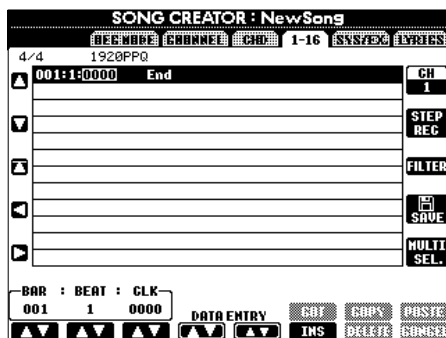 SONG CREATOR : NewSong
REC MODE CHANNEL CHD 1-16 SYS/EX. LYRICS
4/4 1920PPQ
001:1:0000 End
CH
1
STEP
REC
FILTER
SAVE
MULTI
SEL.
BAR : BEAT : CLK
001 1 0000
DATA ENTRY
INS
CUT COPY PASTE
DELETE CANCEL